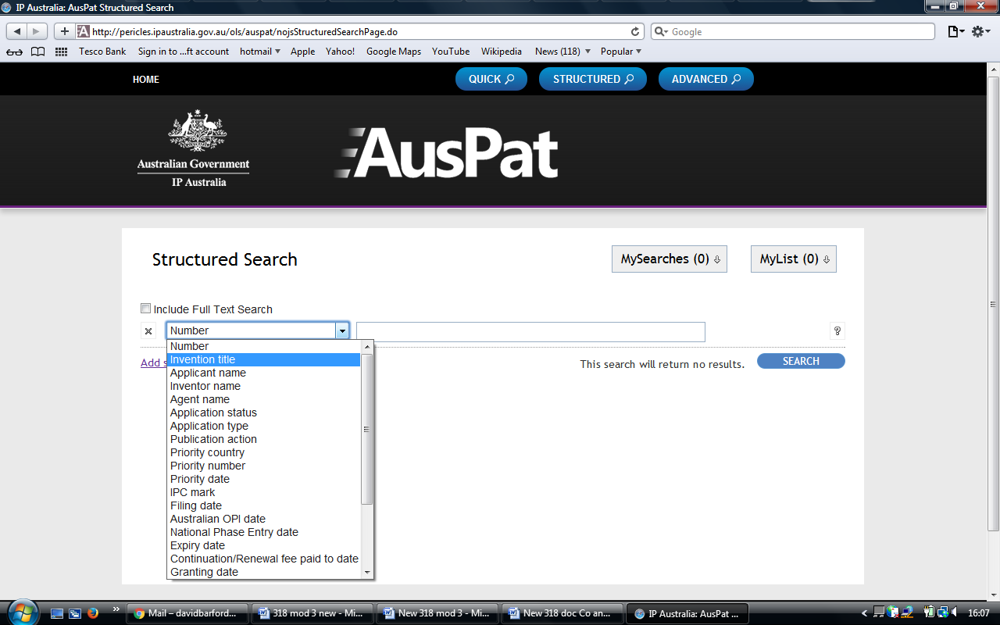 IP Australia: AusPat Structured Search
http://pericles.ipaustralia.gov.au/ols/auspat/nojsStructuredSearchPage.do
Google
Tesco Bank Sign in to ...ft account hotmail Apple Yahoo! Google Maps YouTube Wikipedia News (118) Popular
HOME QUICK STRUCTURED ADVANCED
Australian Government
IP Australia
AusPat
Structured Search
MySearches (0) MyList (0)
Include Full Text Search
Number
Number
Invention title
Add s
This search will return no results. SEARCH
Applicant name
Inventor name
Agent name
Application status
Application type
Publication action
Priority country
Priority number
Priority date
IPC mark
Filing date
Australian OPI date
National Phase Entry date
Expiry date
Continuation/Renewal fee paid to date
Granting date
Mail – davidbarford... 318 mod 3 new - Mi... New 318 mod 3 - Mi... New 318 doc Co an... IP Australia: AusPat ... 16:07